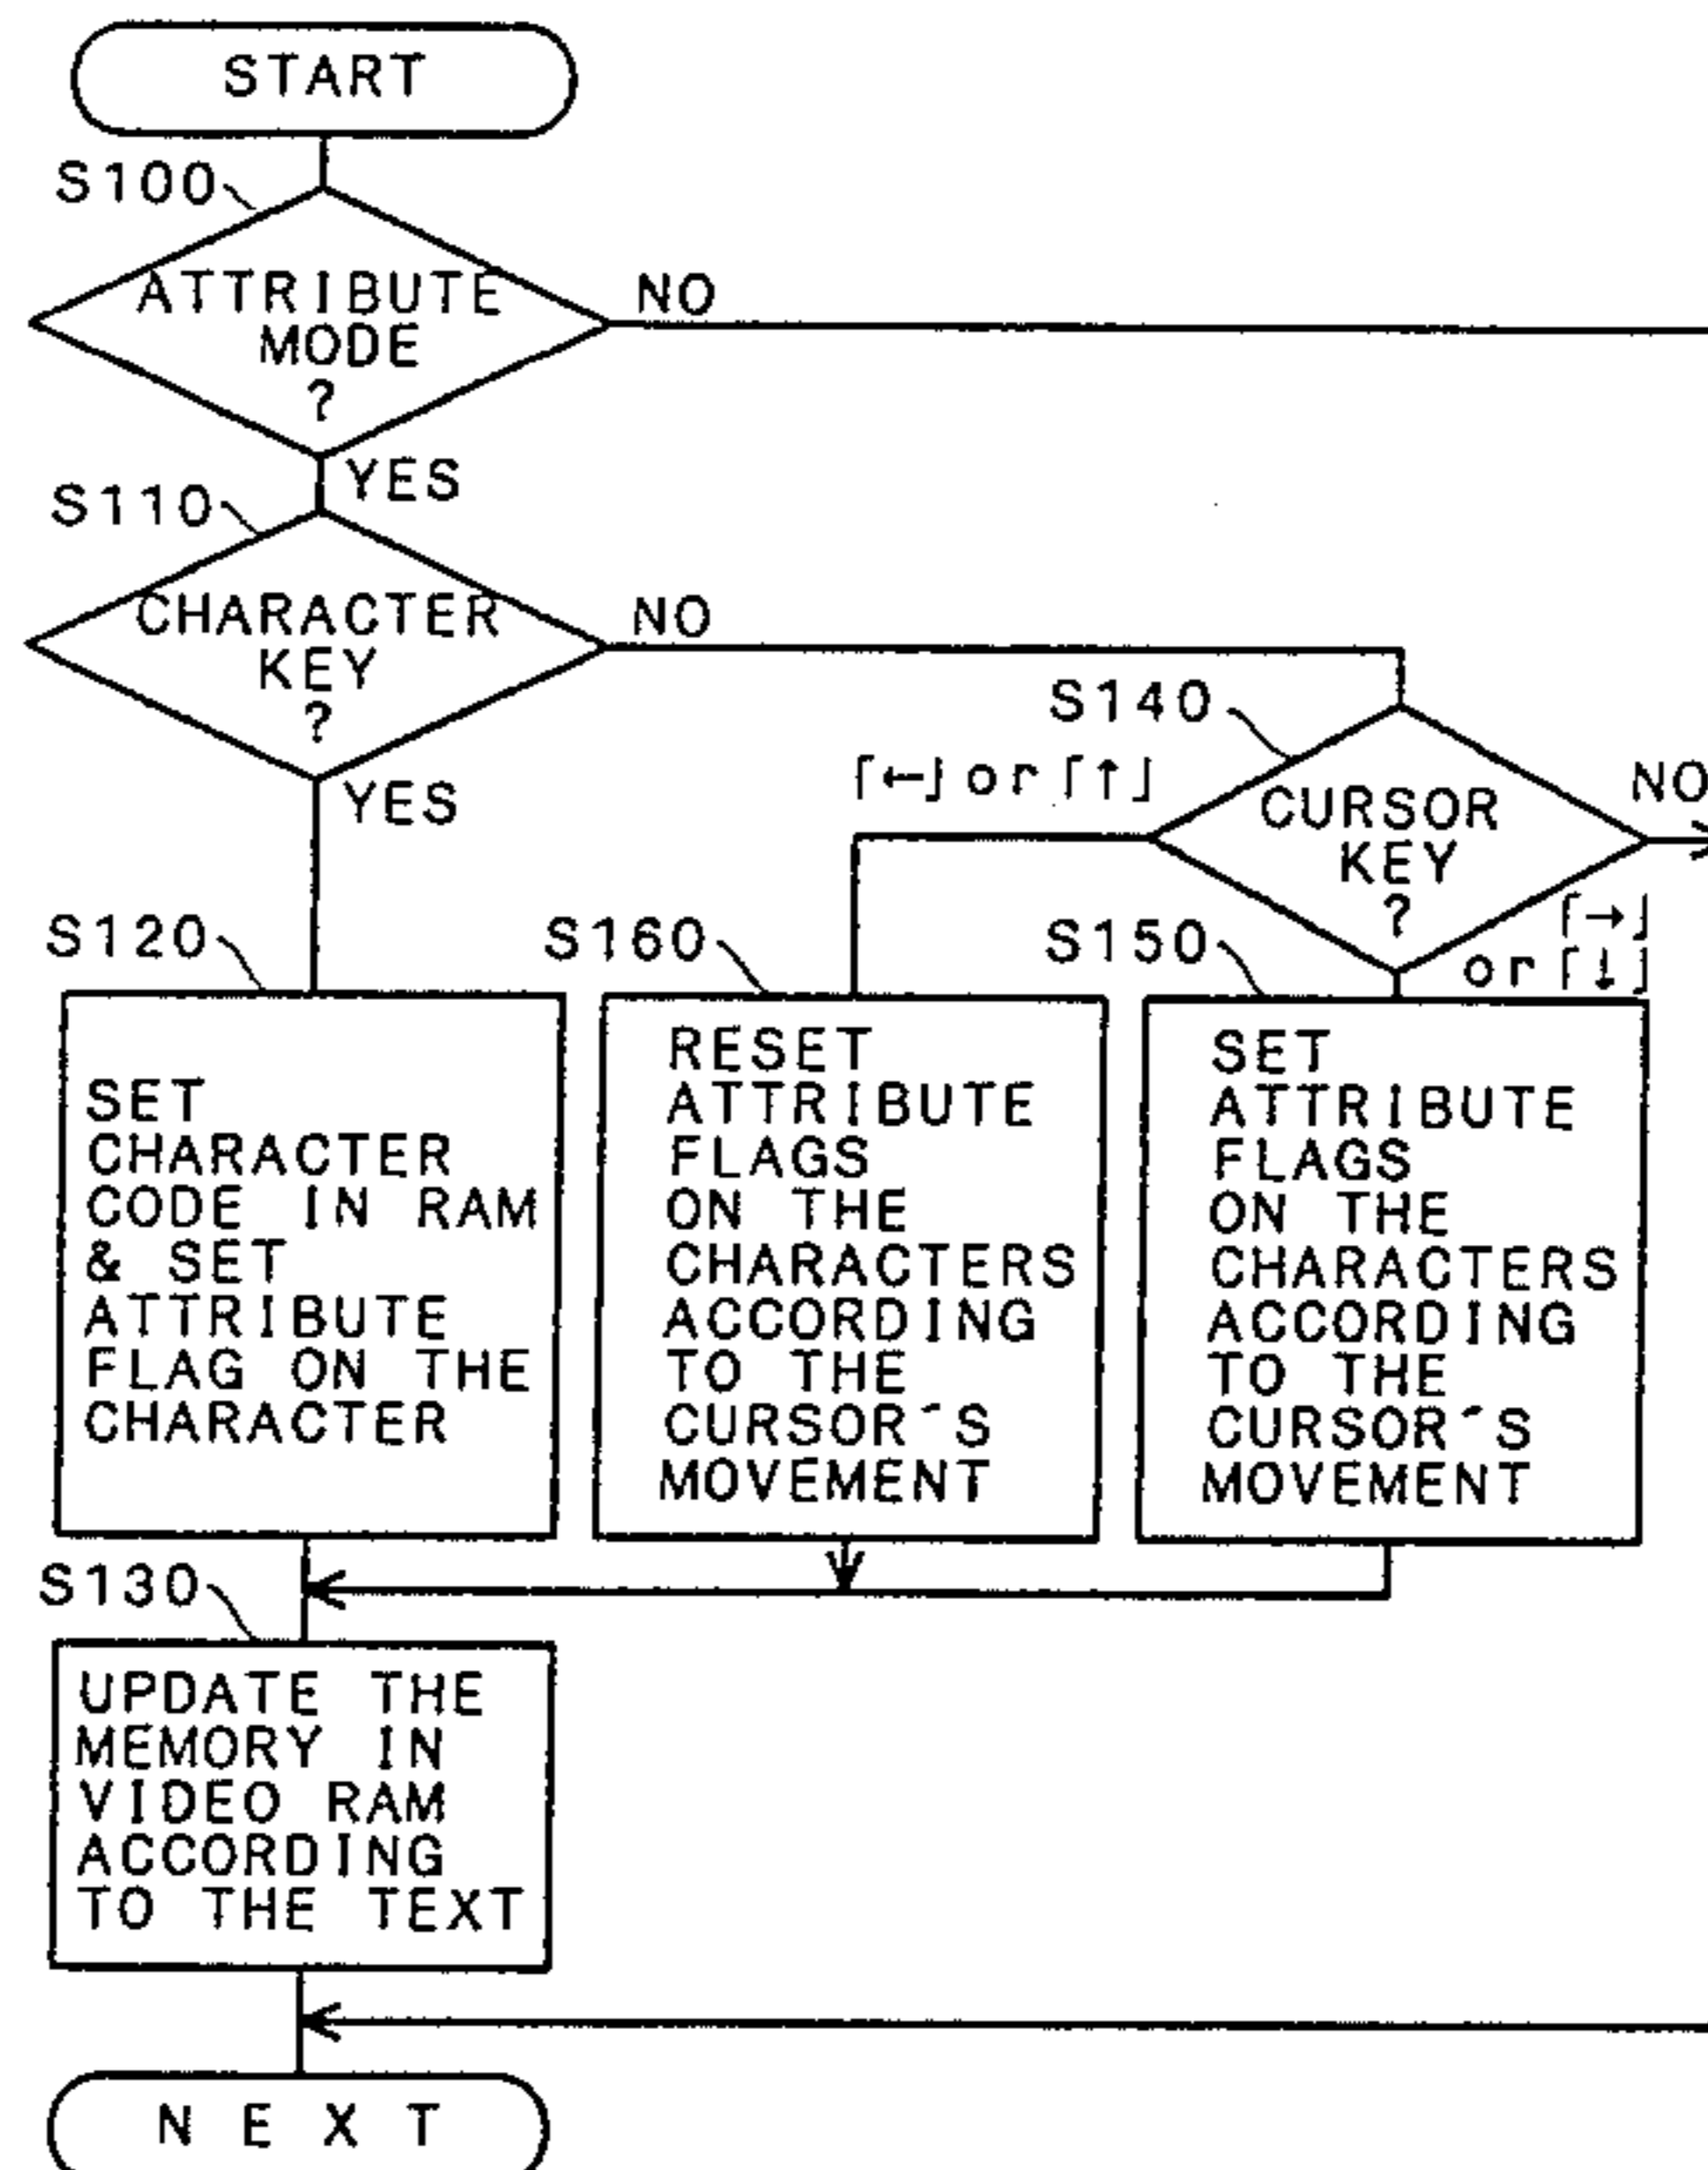 START
S100
ATTRIBUTE
MODE
?
NO
YES
S110
CHARACTER
KEY
?
NO
YES
S140
「←」or「↑」
CURSOR
KEY
?
NO
「→」
or「↓」
S120
SET
CHARACTER
CODE IN RAM
& SET
ATTRIBUTE
FLAG ON THE
CHARACTER
S160
RESET
ATTRIBUTE
FLAGS
ON THE
CHARACTERS
ACCORDING
TO THE
CURSOR´S
MOVEMENT
S150
SET
ATTRIBUTE
FLAGS
ON THE
CHARACTERS
ACCORDING
TO THE
CURSOR´S
MOVEMENT
S130
UPDATE THE
MEMORY IN
VIDEO RAM
ACCORDING
TO THE TEXT
NEXT